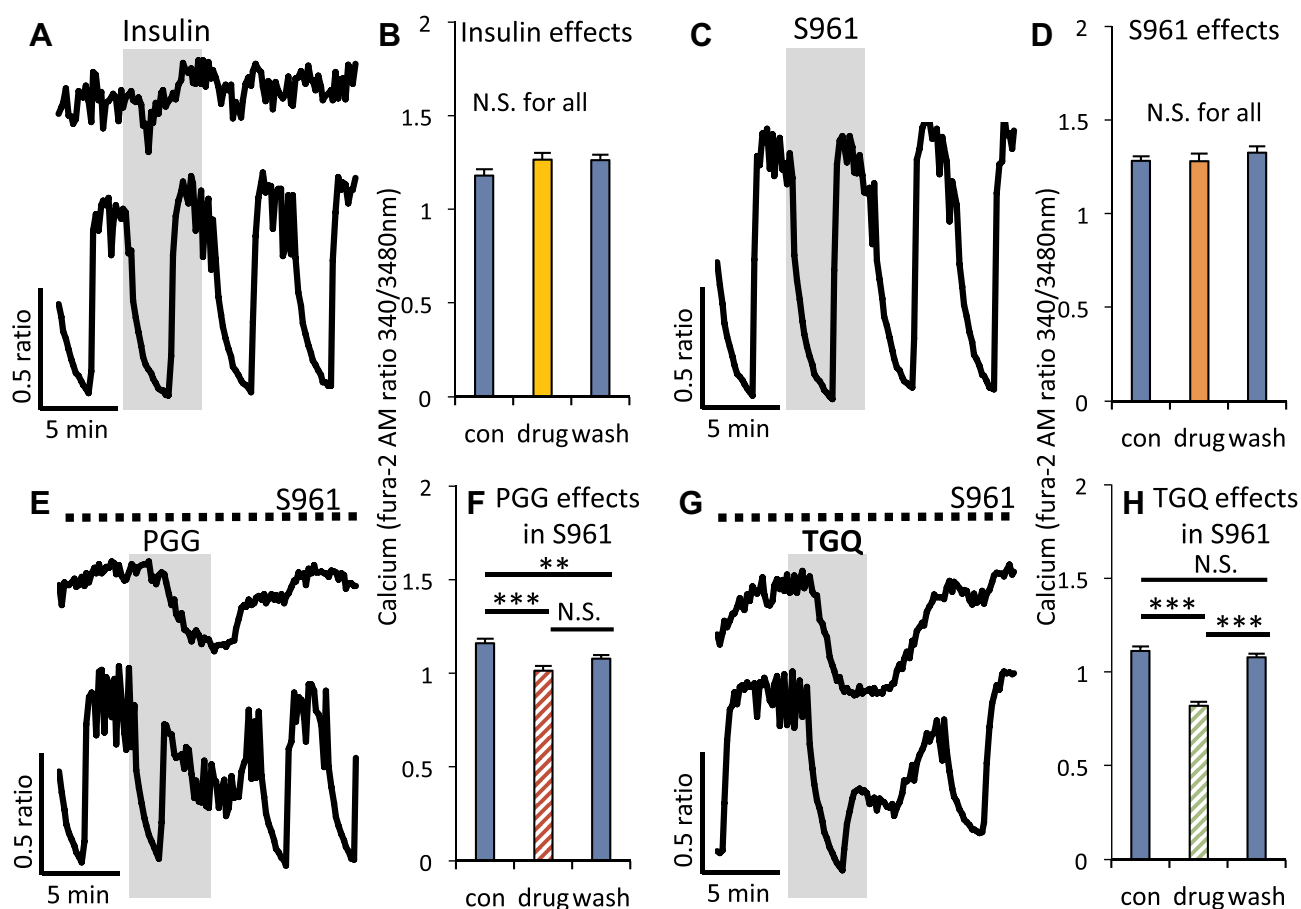 A
Insulin
0.5 ratio
5 min
B
Insulin effects
N.S. for all
2
1.5
1
0.5
0
con drug wash
Calcium (fura-2 AM ratio 340/3480nm)
C
S961
0.5 ratio
5 min
D
S961 effects
N.S. for all
2
1.5
1
0.5
0
con drug wash
Calcium (fura-2 AM ratio 340/3480nm)
E
S961
PGG
0.5 ratio
5 min
F
PGG effects
in S961
**
***
N.S.
2
1.5
1
0.5
0
con drug wash
G
S961
TGQ
0.5 ratio
5 min
H
TGQ effects
in S961
N.S.
***
***
2
1.5
1
0.5
0
con drug wash